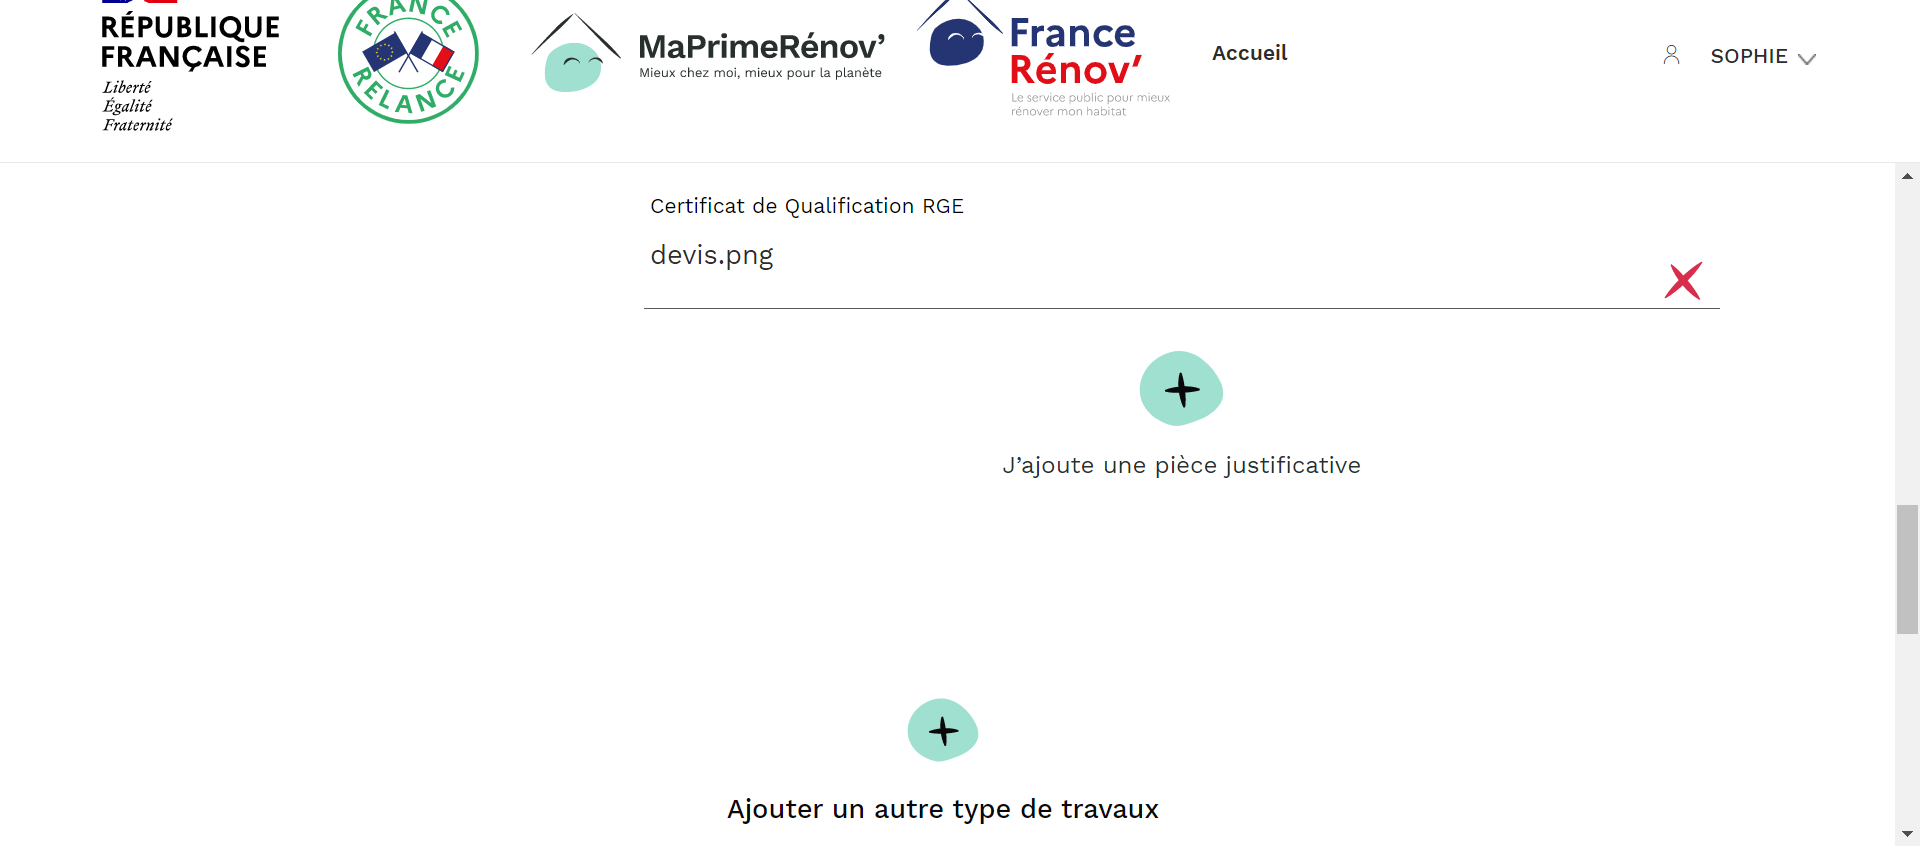 RÉPUBLIQUE
FRANÇAISE
Liberté
Égalité
Fraternité
FRANCE
RELANCE
MaPrimeRénov’
Mieux chez moi, mieux pour la planète
France
Rénov’
Le service public pour mieux
rénover mon habitat
Accueil
SOPHIE
Certificat de Qualification RGE
devis.png
J’ajoute une pièce justificative
Ajouter un autre type de travaux